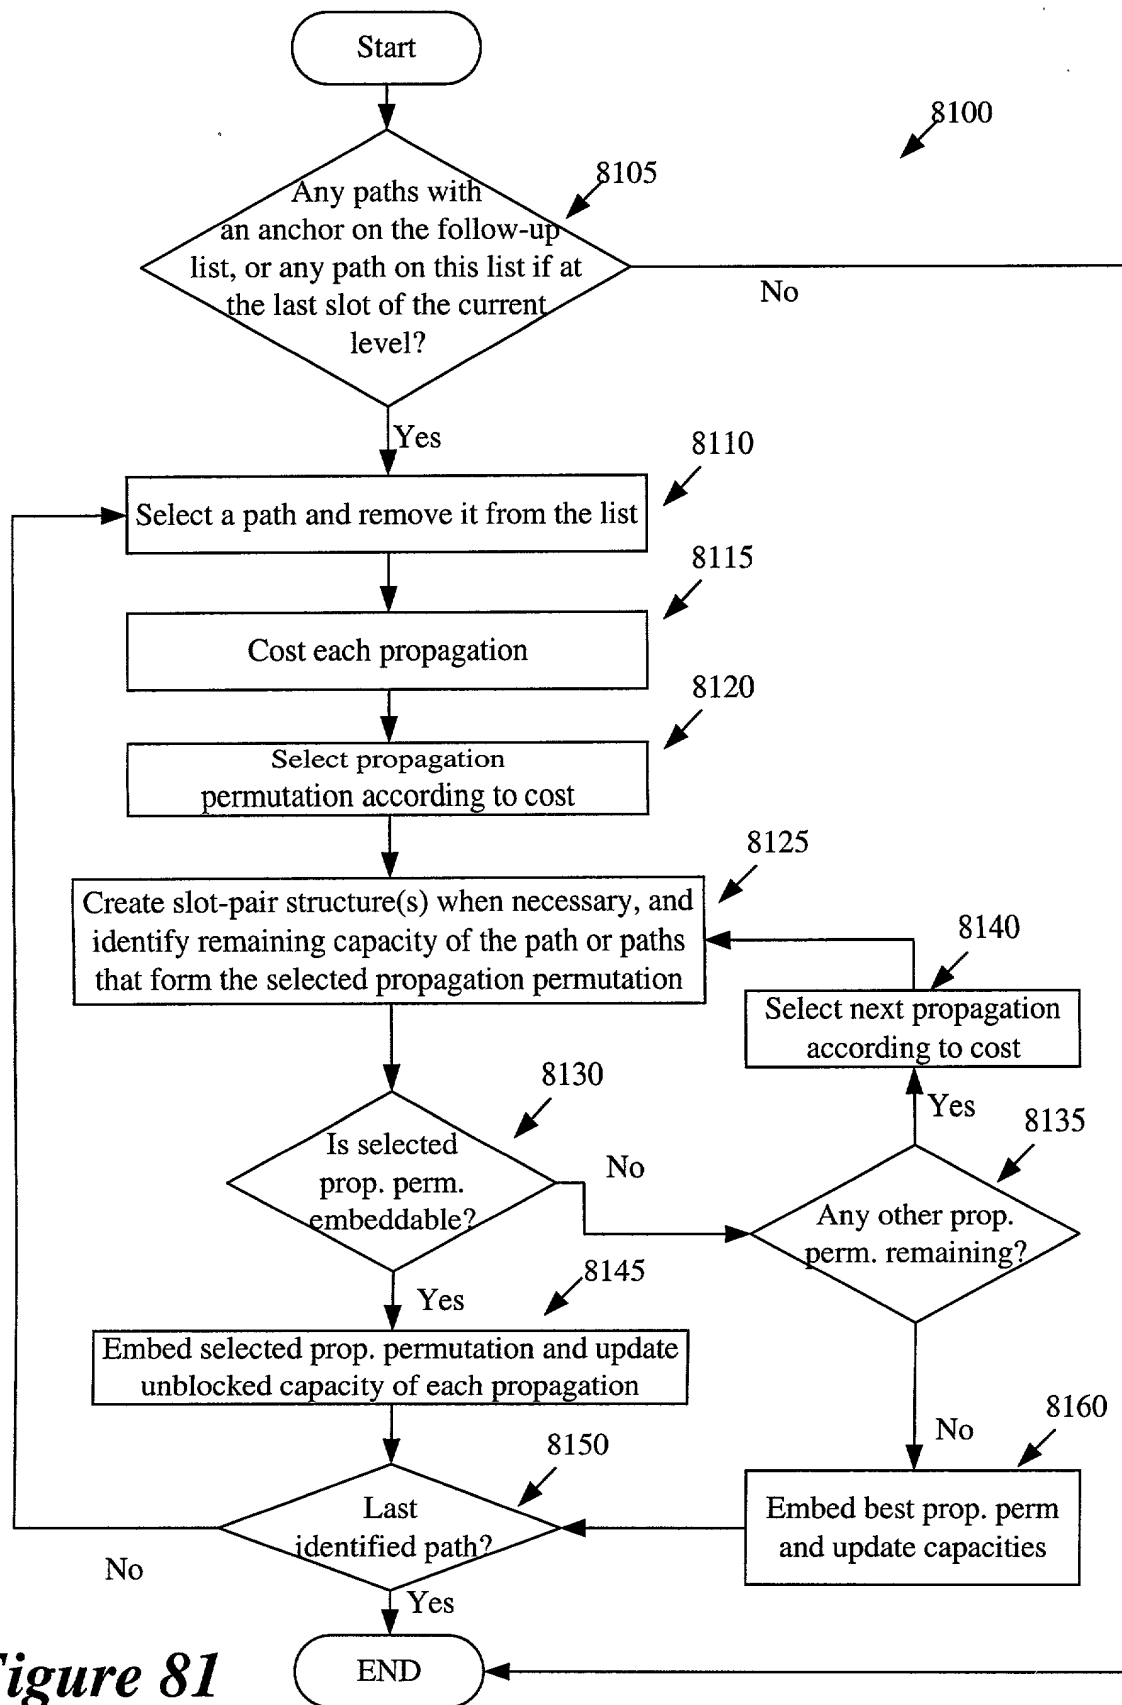 Start
8100
8105
Any paths with
an anchor on the follow-up
list, or any path on this list if at
the last slot of the current
level?
No
Yes
8110
Select a path and remove it from the list
8115
Cost each propagation
8120
Select propagation
permutation according to cost
8125
Create slot-pair structure(s) when necessary, and
identify remaining capacity of the path or paths
that form the selected propagation permutation
8140
Select next propagation
according to cost
Yes
8130
Is selected
prop. perm.
embeddable?
No
8135
Any other prop.
perm. remaining?
Yes
8145
Embed selected prop. permutation and update
unblocked capacity of each propagation
No
8160
Embed best prop. perm
and update capacities
8150
Last
identified path?
No
Yes
END
Figure 81